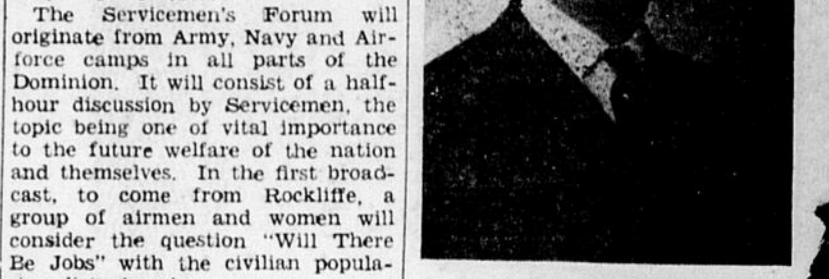 The Servicemen's Forum will
originate from Army, Navy and Air-
force camps in all parts of the
Dominion. It will consist of a half-
hour discussion by Servicemen, the
topic being one of vital importance
to the future welfare of the nation
and themselves. In the first broad-
cast, to come from Rockliffe, a
group of airmen and women will
consider the question "Will There
Be Jobs" with the civilian popula-